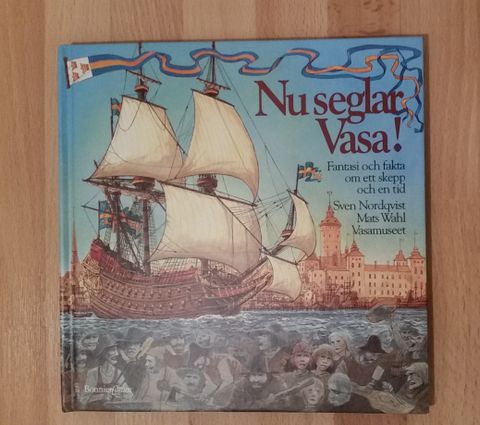 Nu seglar
Vasa!
Fantasi och fakta
om ett skepp
och en tid
Sven Nordqvist
Mats Wahl
Vasamuseet